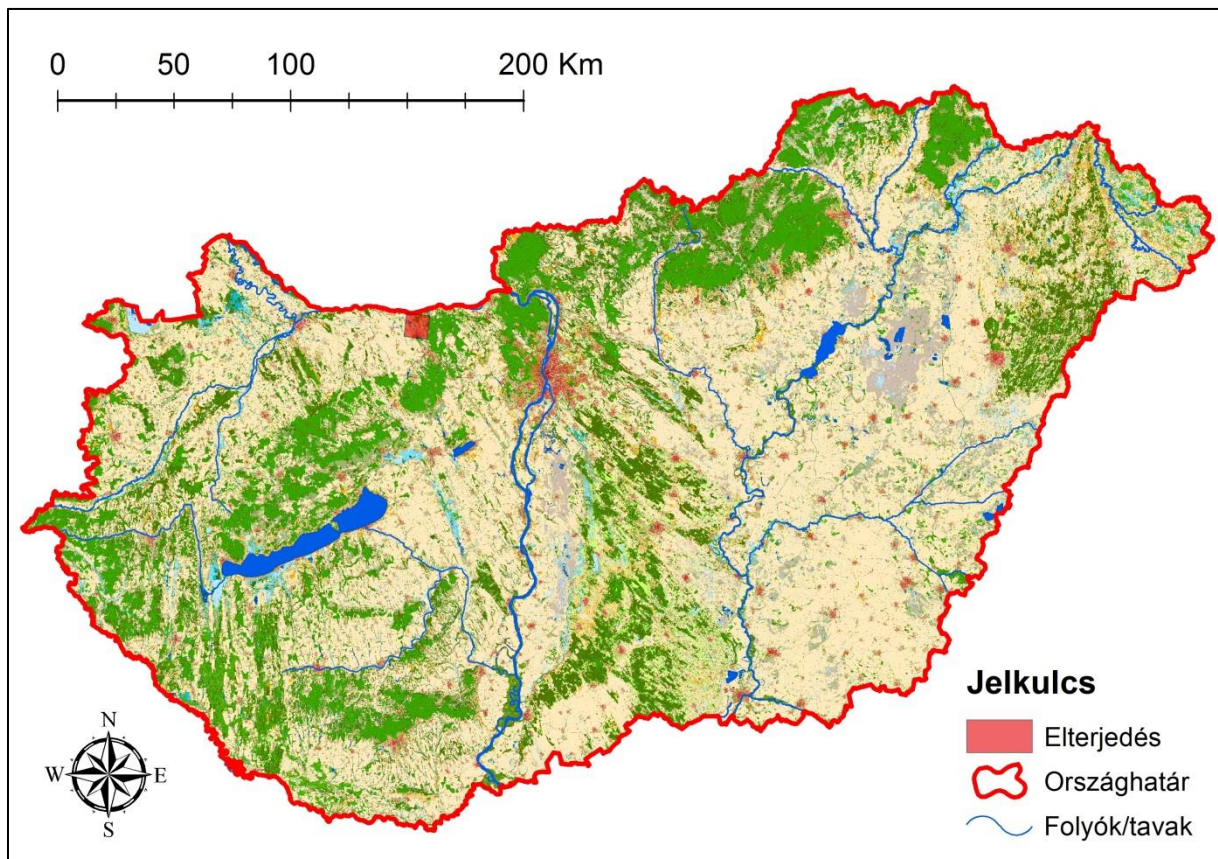 0 50 100 200 Km
N
W E
S
Jelkulcs
Elterjedés
Országhatár
Folyók/tavak